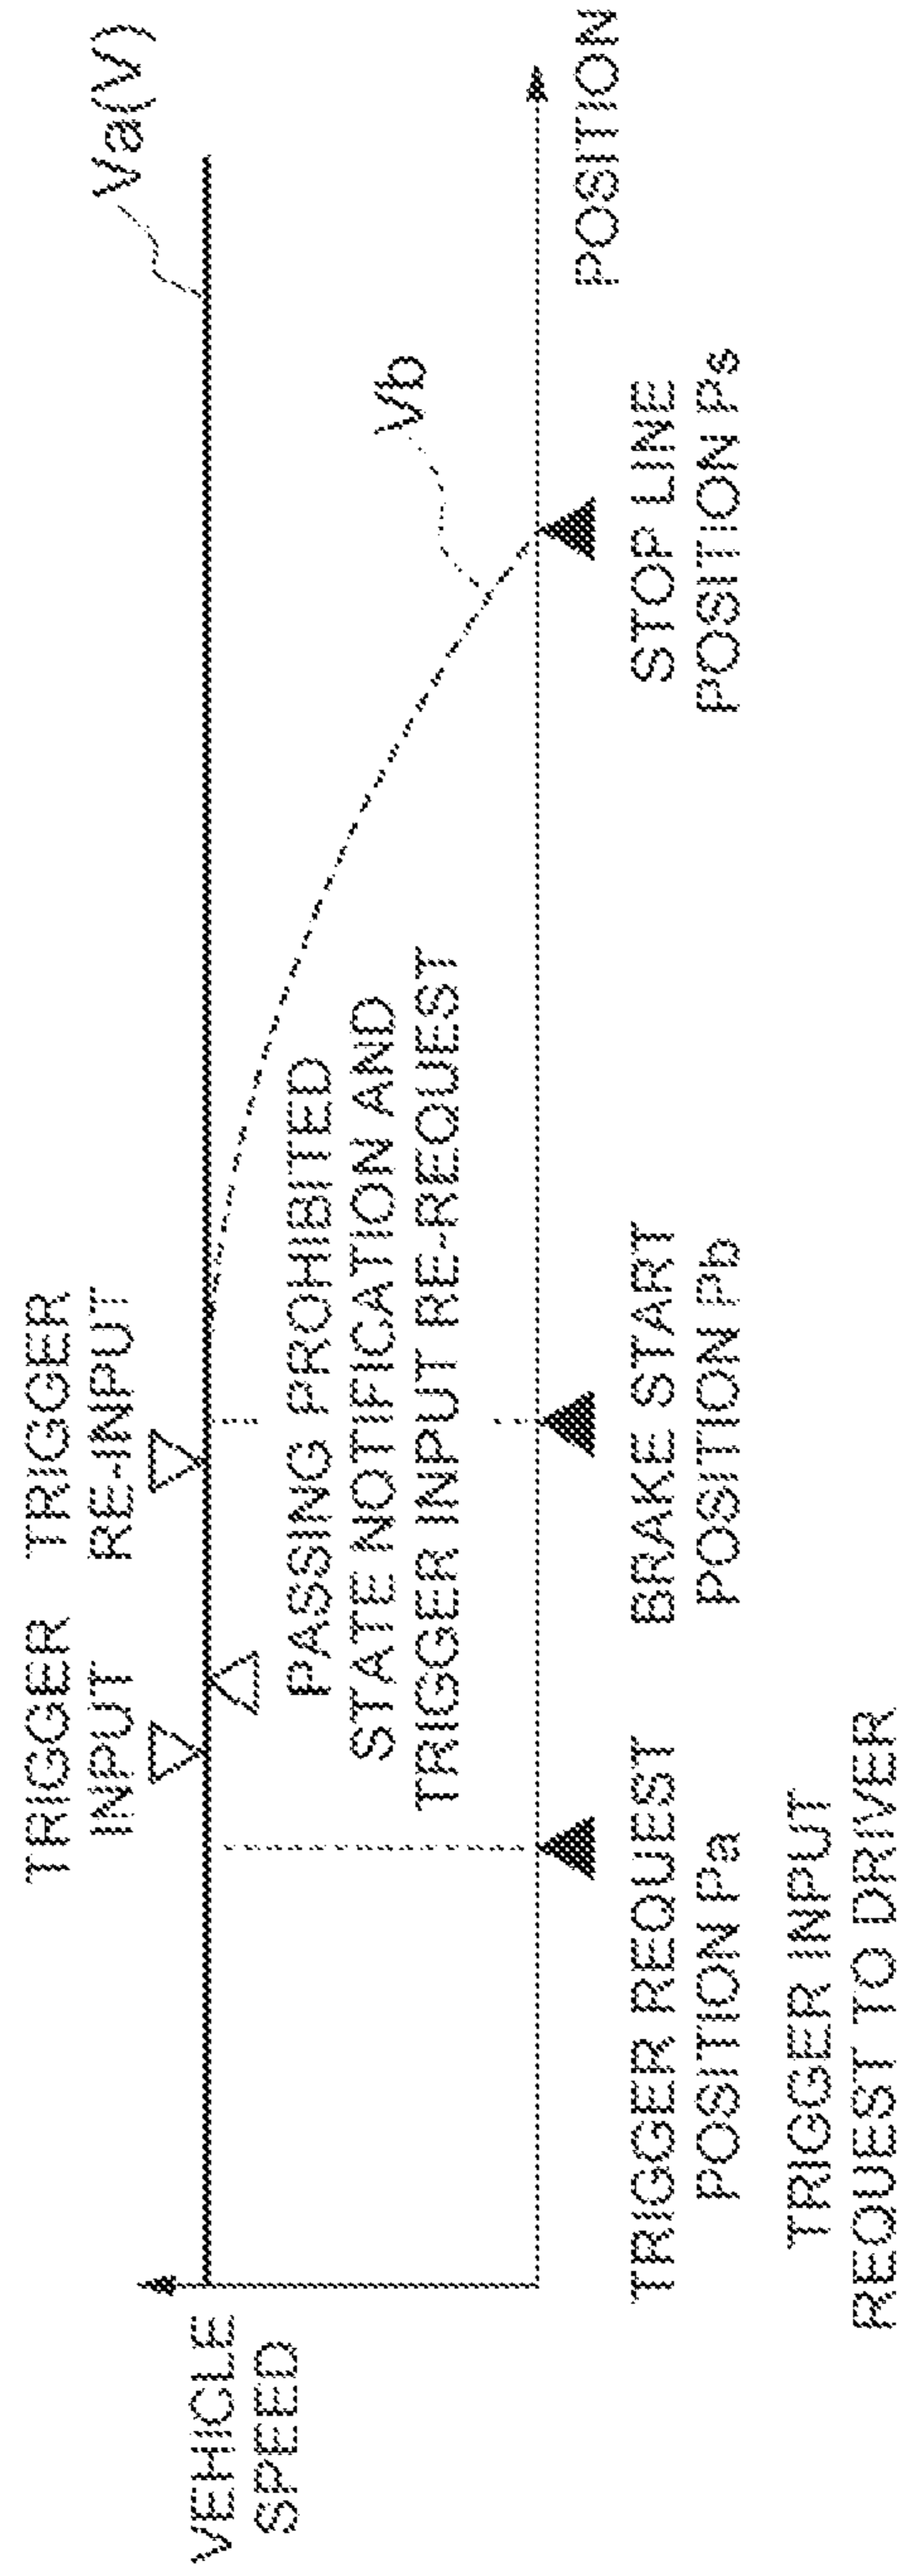 VEHICLE
SPEED
TRIGGER
INPUT
TRIGGER
RE-INPUT
Va(V)
PASSING PROHIBITED
STATE NOTIFICATION AND
TRIGGER INPUT RE-REQUEST
Vb
POSITION
TRIGGER REQUEST
POSITION Pa
TRIGGER INPUT
REQUEST TO DRIVER
BRAKE START
POSITION Pb
STOP LINE
POSITION Ps